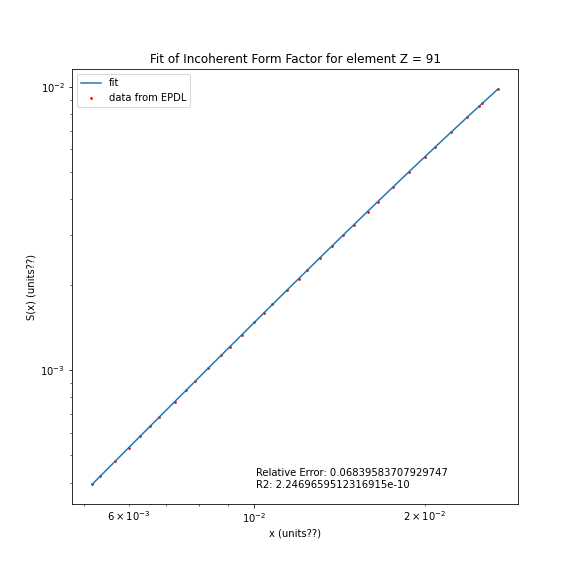 Fit of Incoherent Form Factor for element Z = 91
fit
data from EPDL
10⁻²
10⁻³
S(x) (units??)
Relative Error: 0.06839583707929747
R2: 2.2469659512316915e-10
6 × 10⁻³
10⁻²
2 × 10⁻²
x (units??)